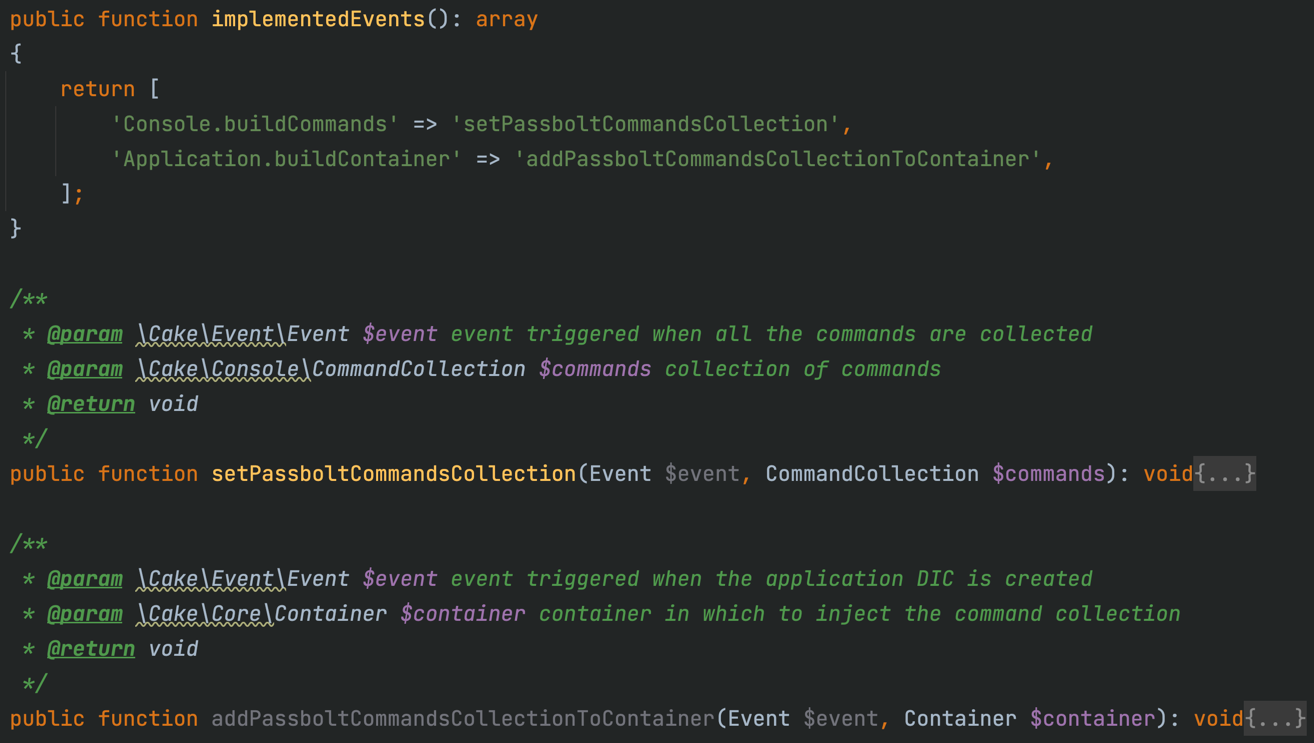 public function implementedEvents(): array
{
    return [
        'Console.buildCommands' => 'setPassboltCommandsCollection',
        'Application.buildContainer' => 'addPassboltCommandsCollectionToContainer',
    ];
}

/**
 * @param \Cake\Event\Event $event event triggered when all the commands are collected
 * @param \Cake\Console\CommandCollection $commands collection of commands
 * @return void
 */
public function setPassboltCommandsCollection(Event $event, CommandCollection $commands): void{...}

/**
 * @param \Cake\Event\Event $event event triggered when the application DIC is created
 * @param \Cake\Core\Container $container container in which to inject the command collection
 * @return void
 */
public function addPassboltCommandsCollectionToContainer(Event $event, Container $container): void{...}